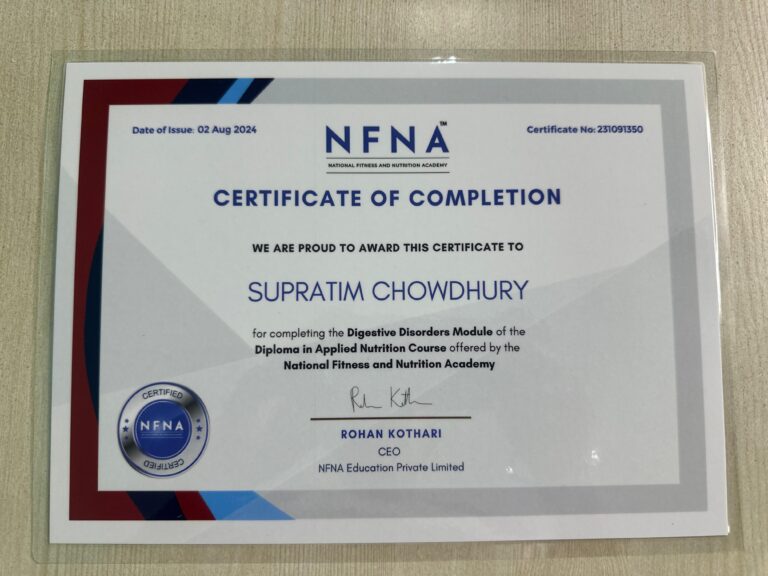 Date of Issue: 02 Aug 2024
Certificate No: 231091350
NFNA™
NATIONAL FITNESS AND NUTRITION ACADEMY
CERTIFICATE OF COMPLETION
WE ARE PROUD TO AWARD THIS CERTIFICATE TO
SUPRATIM CHOWDHURY
for completing the Digestive Disorders Module of the
Diploma in Applied Nutrition Course offered by the
National Fitness and Nutrition Academy
ROHAN KOTHARI
CEO
NFNA Education Private Limited
CERTIFIED
NFNA
CERTIFIED